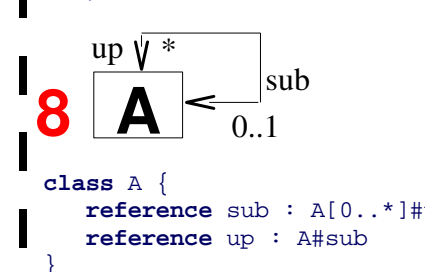 up *
sub
8 A
0..1
class A {
reference sub : A[0..*]#
reference up : A#sub
}